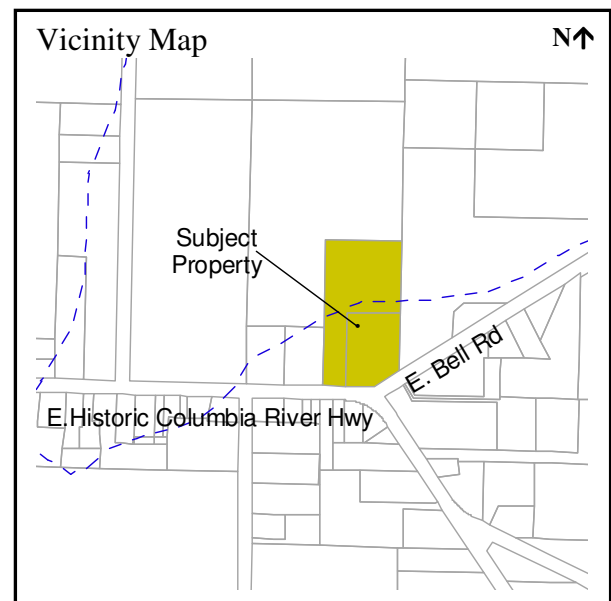 Vicinity Map
N↑
Subject
Property
E. Bell Rd
E.Historic Columbia River Hwy